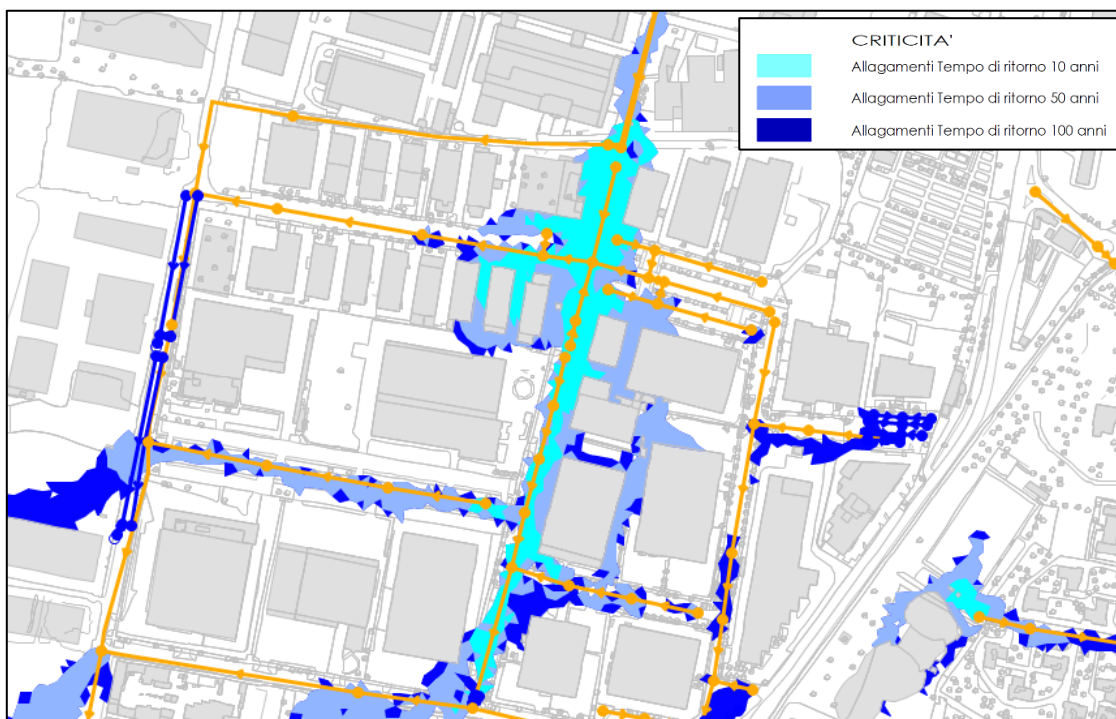 CRITICITA'
Allagamenti Tempo di ritorno 10 anni
Allagamenti Tempo di ritorno 50 anni
Allagamenti Tempo di ritorno 100 anni